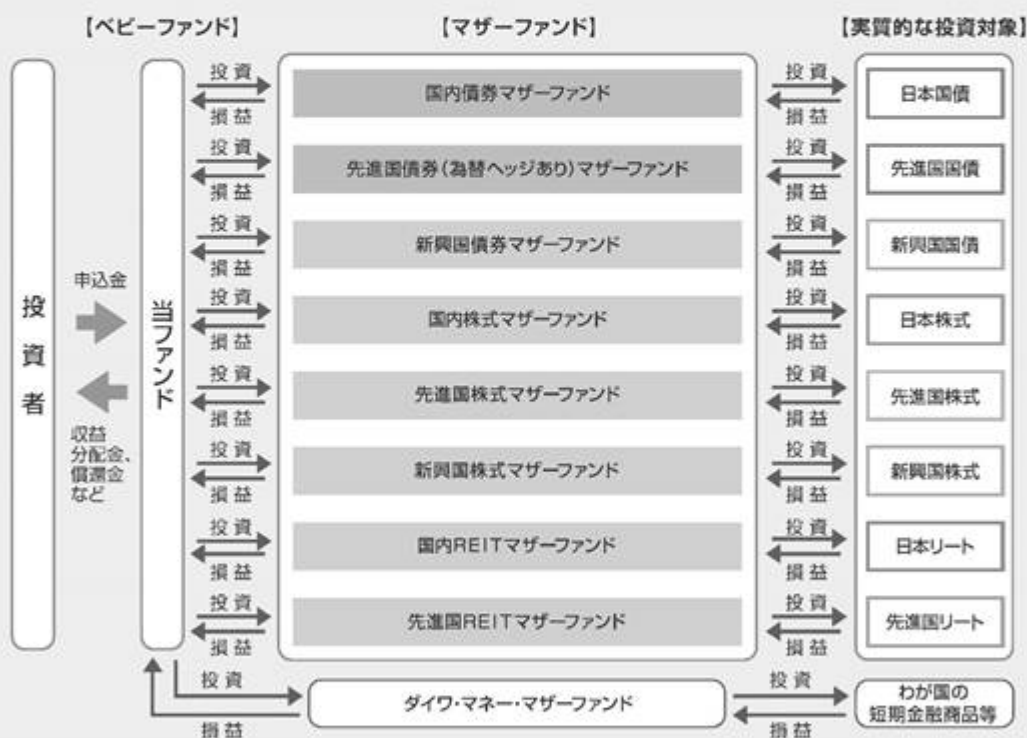 【ベビーファンド】
【マザーファンド】
【実質的な投資対象】
投資者
申込金
収益
分配金、
償還金
など
当ファンド
投資
損益
国内債券マザーファンド
投資
損益
日本国債
投資
損益
先進国債券(為替ヘッジあり)マザーファンド
投資
損益
先進国国債
投資
損益
新興国債券マザーファンド
投資
損益
新興国国債
投資
損益
国内株式マザーファンド
投資
損益
日本株式
投資
損益
先進国株式マザーファンド
投資
損益
先進国株式
投資
損益
新興国株式マザーファンド
投資
損益
新興国株式
投資
損益
国内REITマザーファンド
投資
損益
日本リート
投資
損益
先進国REITマザーファンド
投資
損益
先進国リート
投資
損益
ダイワ・マネー・マザーファンド
投資
損益
わが国の
短期金融商品等